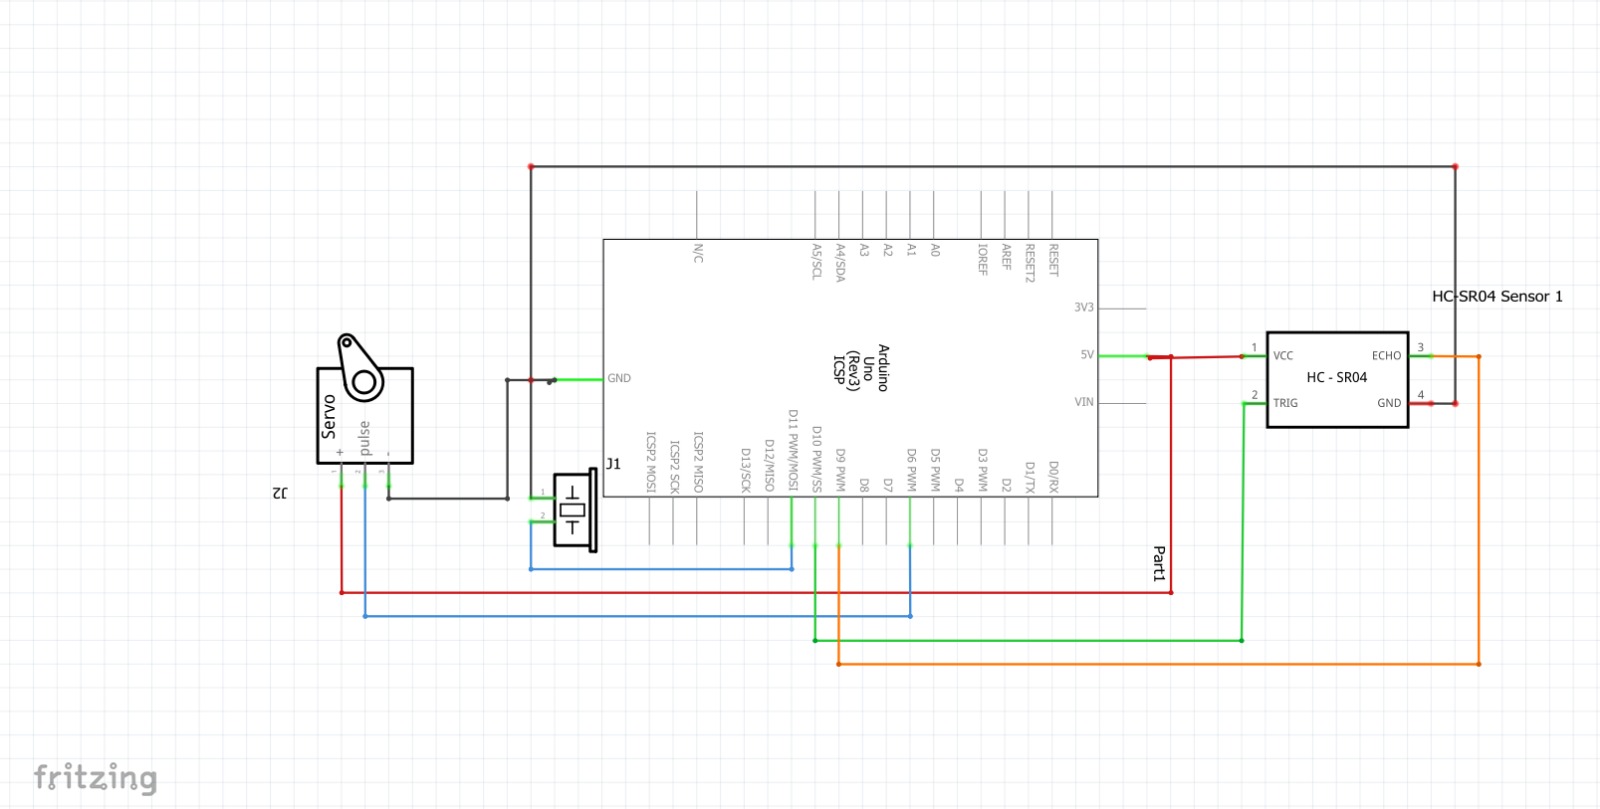 N/C
A5/SCL
A4/SDA
A3
A2
A1
A0
IOREF
AREF
RESET2
RESET
3V3
5V
VIN
GND
Arduino
Uno
(Rev3)
ICSP
ICSP2 MOSI
ICSP2 SCK
ICSP2 MISO
D13/SCK
D12/MISO
D11 PWM/MOSI
D10 PWM/SS
D9 PWM
D8
D7
D6 PWM
D5 PWM
D4
D3 PWM
D2
D1/TX
D0/RX
Part1
HC-SR04 Sensor 1
1
VCC
ECHO
3
HC - SR04
2
TRIG
GND
4
Servo
pulse
+
-
1
2
3
J2
J1
1
2
fritzing